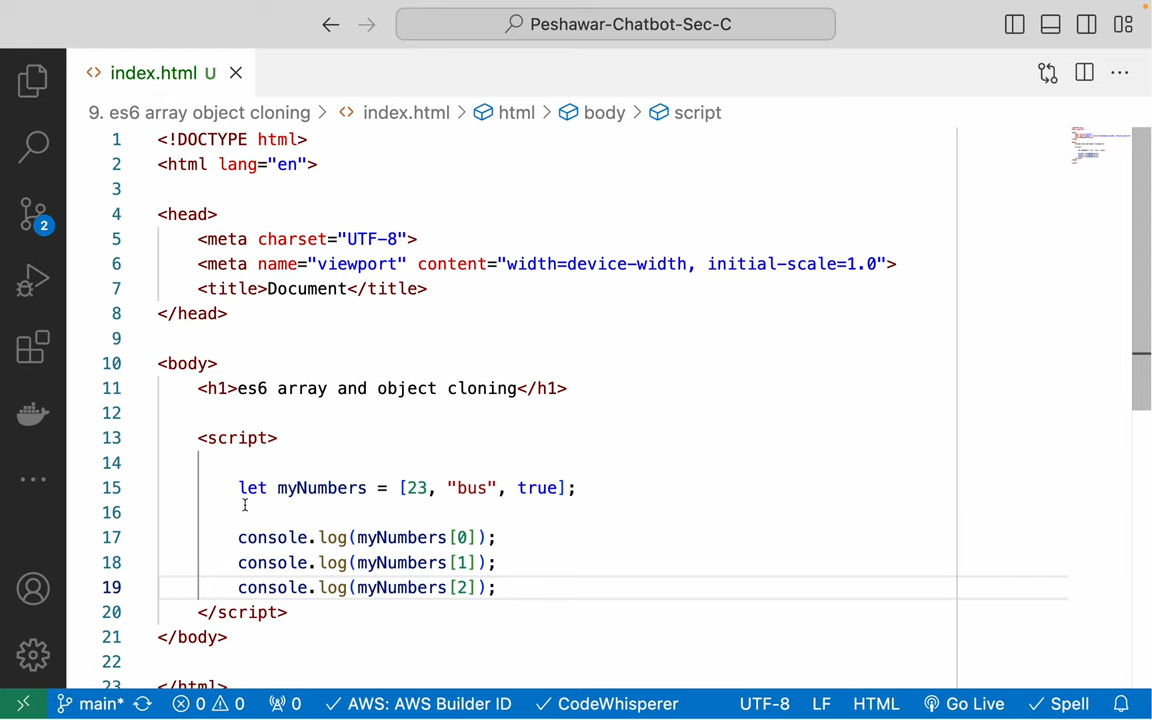 Peshawar-Chatbot-Sec-C
index.html U
9. es6 array object cloning > index.html > html > body > script
1 <!DOCTYPE html>
2 <html lang="en">
3
4 <head>
5 <meta charset="UTF-8">
6 <meta name="viewport" content="width=device-width, initial-scale=1.0">
7 <title>Document</title>
8 </head>
9
10 <body>
11 <h1>es6 array and object cloning</h1>
12
13 <script>
14
15 let myNumbers = [23, "bus", true];
16
17 console.log(myNumbers[0]);
18 console.log(myNumbers[1]);
19 console.log(myNumbers[2]);
20 </script>
21 </body>
22
23 </html>
2
main* 0 0 0 AWS: AWS Builder ID CodeWhisperer UTF-8 LF HTML Go Live Spell